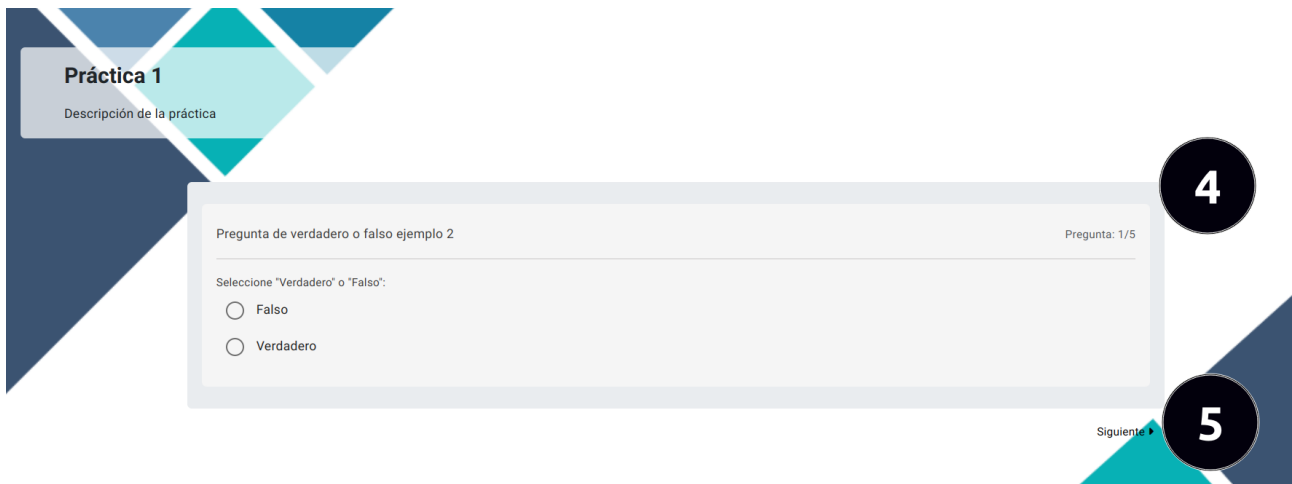 Práctica 1
Descripción de la práctica
4
Pregunta de verdadero o falso ejemplo 2
Pregunta: 1/5
Seleccione "Verdadero" o "Falso":
Falso
Verdadero
Siguiente
5